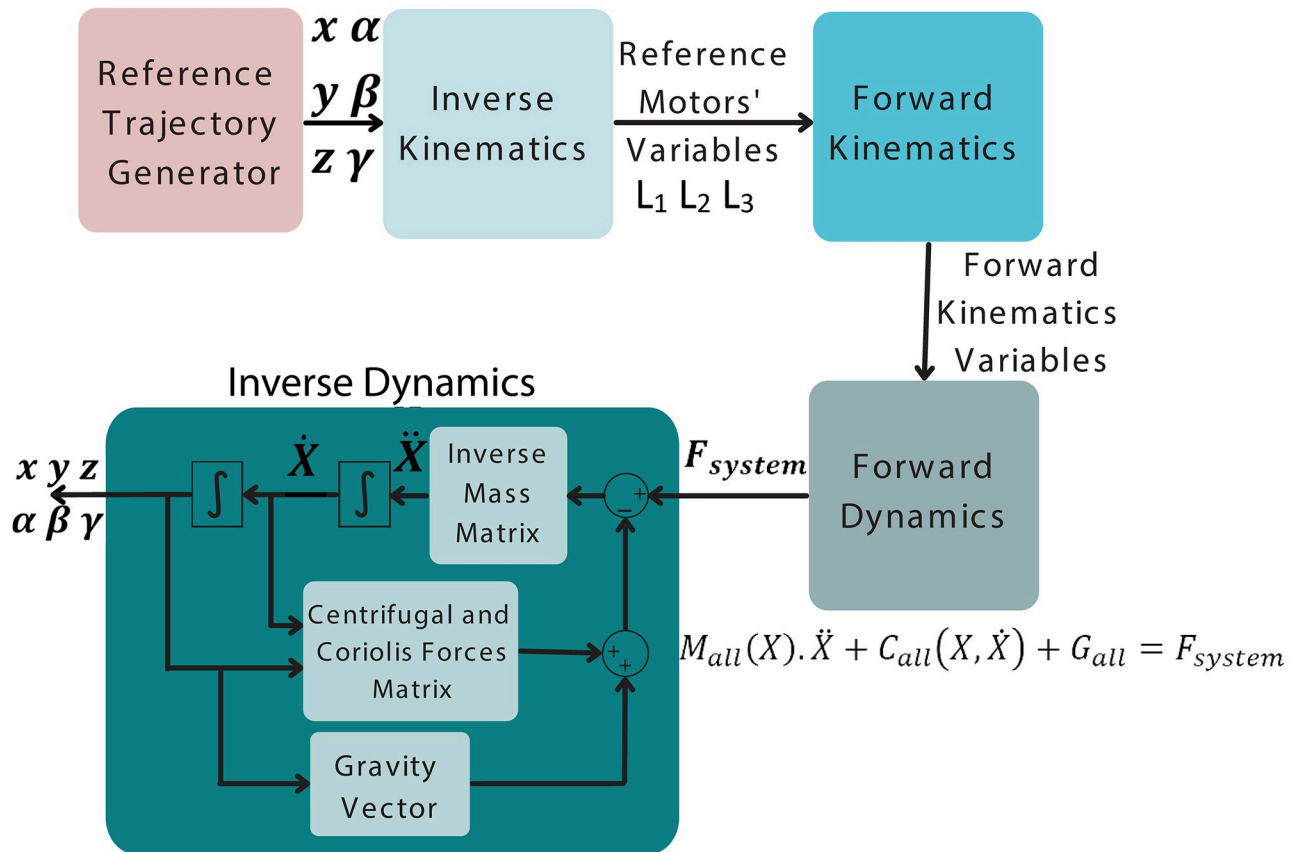 Reference
Trajectory
Generator
x α
y β
z γ
Inverse
Kinematics
Reference
Motors'
Variables
L₁ L₂ L₃
Forward
Kinematics
Forward
Kinematics
Variables
Forward
Dynamics
F_system
M_all(X).Ẍ + C_all(X, Ẋ) + G_all = F_system
Inverse Dynamics
x y z
α β γ
∫
Ẋ
∫
Ẍ
Inverse
Mass
Matrix
+
−
Centrifugal and
Coriolis Forces
Matrix
+
+
Gravity
Vector